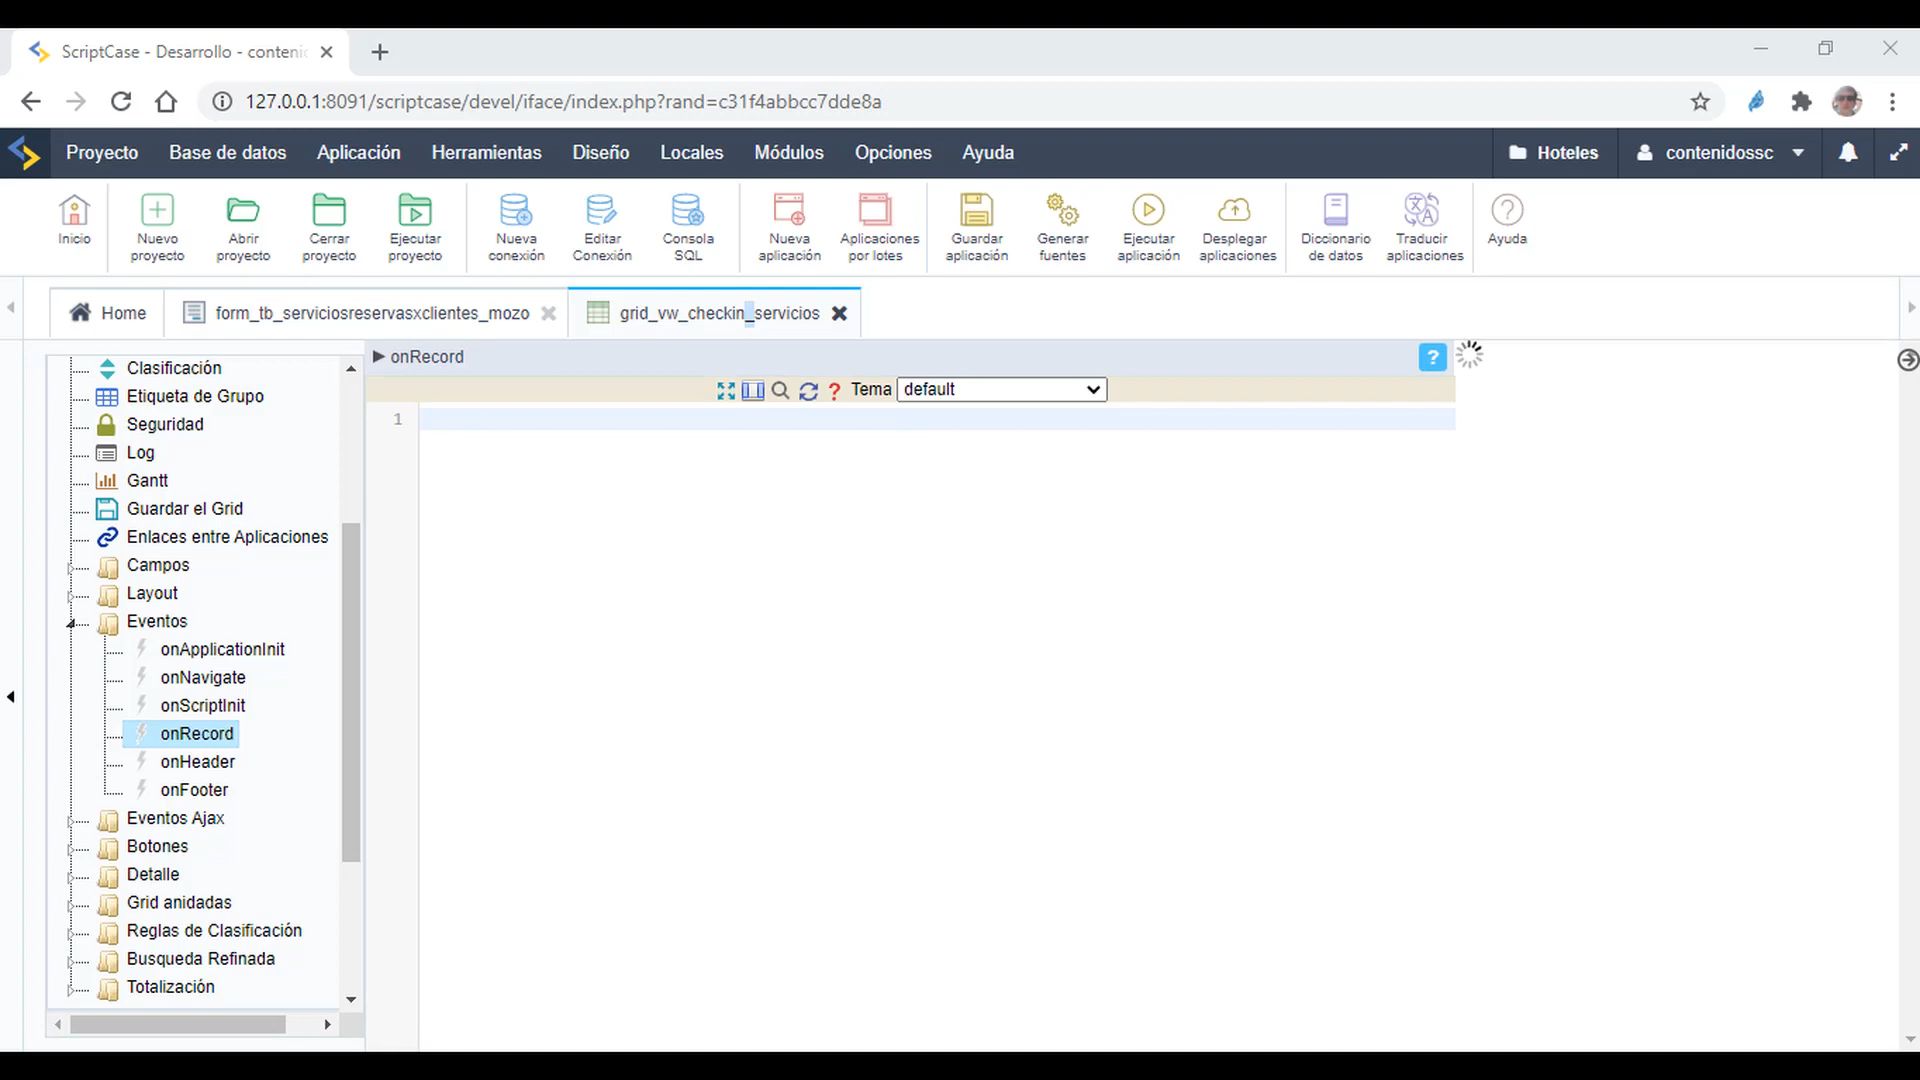 ScriptCase - Desarrollo - conteni
127.0.0.1:8091/scriptcase/devel/iface/index.php?rand=c31f4abbcc7dde8a
Proyecto Base de datos Aplicación Herramientas Diseño Locales Módulos Opciones Ayuda Hoteles contenidossc
Inicio
Nuevo proyecto
Abrir proyecto
Cerrar proyecto
Ejecutar proyecto
Nueva conexión
Editar Conexión
Consola SQL
Nueva aplicación
Aplicaciones por lotes
Guardar aplicación
Generar fuentes
Ejecutar aplicación
Desplegar aplicaciones
Diccionario de datos
Traducir aplicaciones
Ayuda
Home form_tb_serviciosreservasxclientes_mozo grid_vw_checkin_servicios
Clasificación
Etiqueta de Grupo
Seguridad
Log
Gantt
Guardar el Grid
Enlaces entre Aplicaciones
Campos
Layout
Eventos
onApplicationInit
onNavigate
onScriptInit
onRecord
onHeader
onFooter
Eventos Ajax
Botones
Detalle
Grid anidadas
Reglas de Clasificación
Busqueda Refinada
Totalización
onRecord ?
? Tema default
1